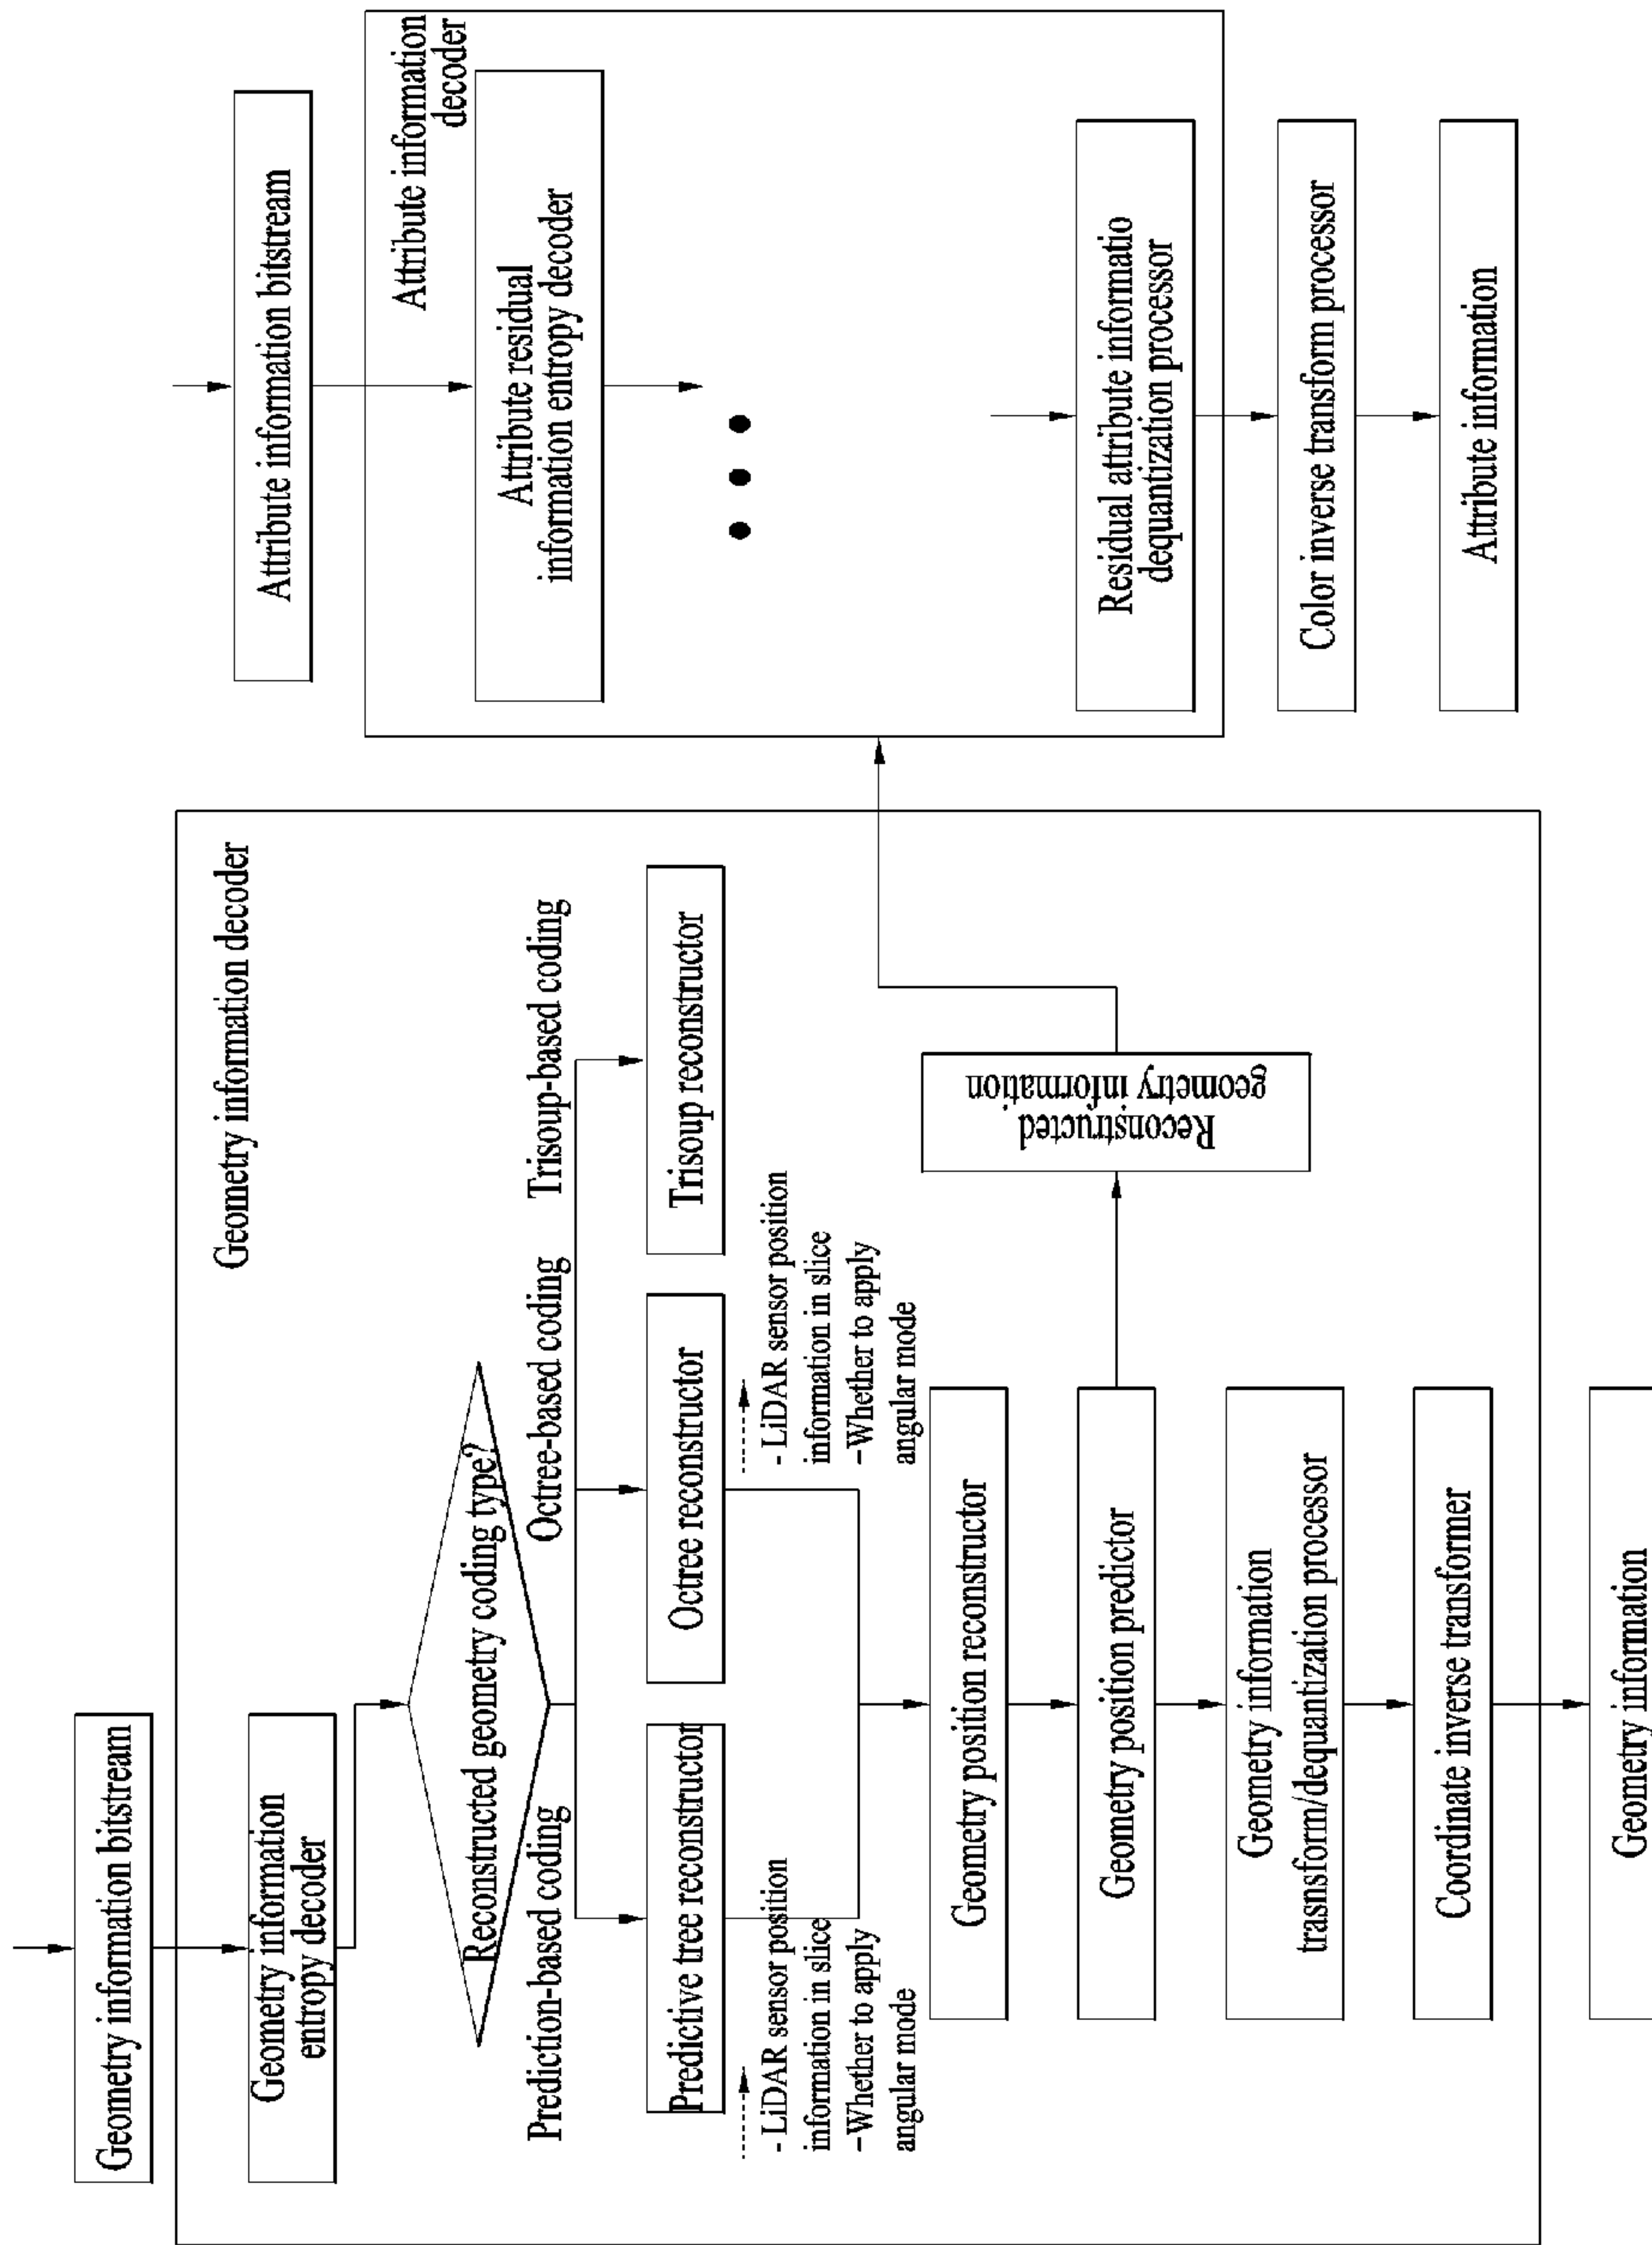 Geometry information bitstream
Geometry information decoder
Geometry information
entropy decoder
Reconstructed geometry coding type?
Prediction-based coding
Octree-based coding
Trisoup-based coding
Predictive tree reconstructor
Octree reconstructor
Trisoup reconstructor
- LiDAR sensor position
information in slice
-Whether to apply
angular mode
- LiDAR sensor position
information in slice
-Whether to apply
angular mode
Geometry position reconstructor
Geometry position predictor
Reconstructed
geometry information
Geometry information
transform/dequantization processor
Coordinate inverse transformer
Geometry information
Attribute information bitstream
Attribute information
decoder
Attribute residual
information entropy decoder
Residual attribute informatio
dequantization processor
Color inverse transform processor
Attribute information